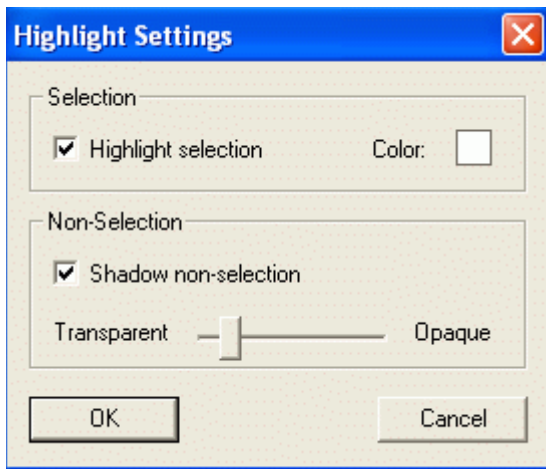 Highlight Settings
Selection
Highlight selection Color:
Non-Selection
Shadow non-selection
Transparent Opaque
OK Cancel